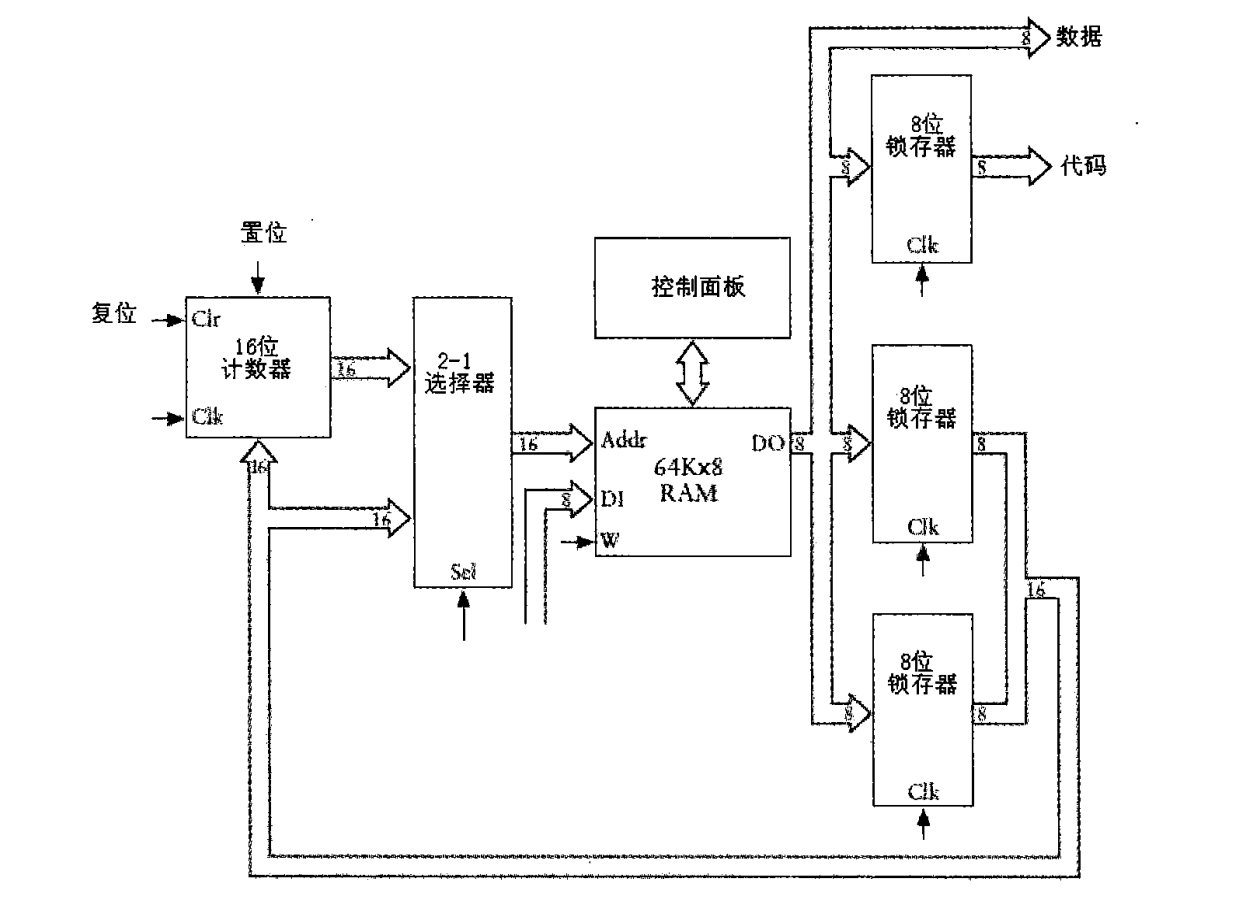 8
数据
8位
锁存器
8
8
代码
Clk
置位
控制面板
复位
Clr
16位
计数器
Clk
16
2-1
选择器
16
Addr
DO
8
64Kx8
RAM
8
DI
W
8
8位
锁存器
8
Clk
16
16
Sel
16
8位
锁存器
8
8
Clk